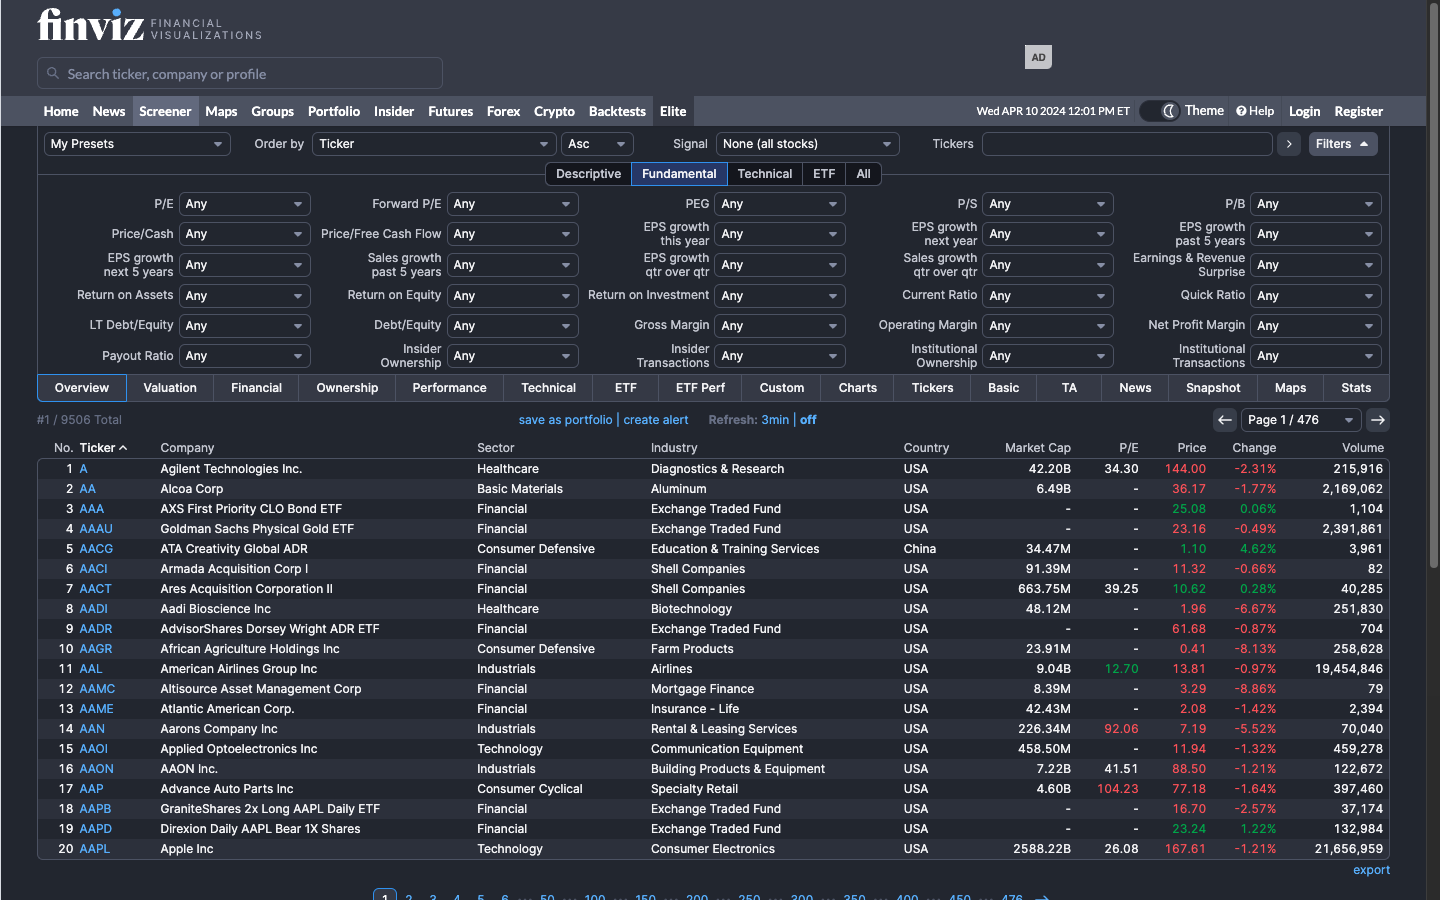 finviz FINANCIAL VISUALIZATIONS
AD
Search ticker, company or profile
Home News Screener Maps Groups Portfolio Insider Futures Forex Crypto Backtests Elite Wed APR 10 2024 12:01 PM ET Theme Help Login Register
My Presets Order by Ticker Asc Signal None (all stocks) Tickers > Filters
Descriptive Fundamental Technical ETF All
P/E Any Forward P/E Any PEG Any P/S Any P/B Any
Price/Cash Any Price/Free Cash Flow Any EPS growth this year Any EPS growth next year Any EPS growth past 5 years Any
EPS growth next 5 years Any Sales growth past 5 years Any EPS growth qtr over qtr Any Sales growth qtr over qtr Any Earnings & Revenue Surprise Any
Return on Assets Any Return on Equity Any Return on Investment Any Current Ratio Any Quick Ratio Any
LT Debt/Equity Any Debt/Equity Any Gross Margin Any Operating Margin Any Net Profit Margin Any
Payout Ratio Any Insider Ownership Any Insider Transactions Any Institutional Ownership Any Institutional Transactions Any
Overview Valuation Financial Ownership Performance Technical ETF ETF Perf Custom Charts Tickers Basic TA News Snapshot Maps Stats
#1 / 9506 Total save as portfolio | create alert Refresh: 3min | off Page 1 / 476
No. Ticker Company Sector Industry Country Market Cap P/E Price Change Volume
1 A Agilent Technologies Inc. Healthcare Diagnostics & Research USA 42.20B 34.30 144.00 -2.31% 215,916
2 AA Alcoa Corp Basic Materials Aluminum USA 6.49B - 36.17 -1.77% 2,169,062
3 AAA AXS First Priority CLO Bond ETF Financial Exchange Traded Fund USA - - 25.08 0.06% 1,104
4 AAAU Goldman Sachs Physical Gold ETF Financial Exchange Traded Fund USA - - 23.16 -0.49% 2,391,861
5 AACG ATA Creativity Global ADR Consumer Defensive Education & Training Services China 34.47M - 1.10 4.62% 3,961
6 AACI Armada Acquisition Corp I Financial Shell Companies USA 91.39M - 11.32 -0.66% 82
7 AACT Ares Acquisition Corporation II Financial Shell Companies USA 663.75M 39.25 10.62 0.28% 40,285
8 AADI Aadi Bioscience Inc Healthcare Biotechnology USA 48.12M - 1.96 -6.67% 251,830
9 AADR AdvisorShares Dorsey Wright ADR ETF Financial Exchange Traded Fund USA - - 61.68 -0.87% 704
10 AAGR African Agriculture Holdings Inc Consumer Defensive Farm Products USA 23.91M - 0.41 -8.13% 258,628
11 AAL American Airlines Group Inc Industrials Airlines USA 9.04B 12.70 13.81 -0.97% 19,454,846
12 AAMC Altisource Asset Management Corp Financial Mortgage Finance USA 8.39M - 3.29 -8.86% 79
13 AAME Atlantic American Corp. Financial Insurance - Life USA 42.43M - 2.08 -1.42% 2,394
14 AAN Aarons Company Inc Industrials Rental & Leasing Services USA 226.34M 92.06 7.19 -5.52% 70,040
15 AAOI Applied Optoelectronics Inc Technology Communication Equipment USA 458.50M - 11.94 -1.32% 459,278
16 AAON AAON Inc. Industrials Building Products & Equipment USA 7.22B 41.51 88.50 -1.21% 122,672
17 AAP Advance Auto Parts Inc Consumer Cyclical Specialty Retail USA 4.60B 104.23 77.18 -1.64% 397,460
18 AAPB GraniteShares 2x Long AAPL Daily ETF Financial Exchange Traded Fund USA - - 16.70 -2.57% 37,174
19 AAPD Direxion Daily AAPL Bear 1X Shares Financial Exchange Traded Fund USA - - 23.24 1.22% 132,984
20 AAPL Apple Inc Technology Consumer Electronics USA 2588.22B 26.08 167.61 -1.21% 21,656,959
export
1 2 3 4 5 6 ... 50 ... 100 ... 150 ... 200 ... 250 ... 300 ... 350 ... 400 ... 450 ... 476